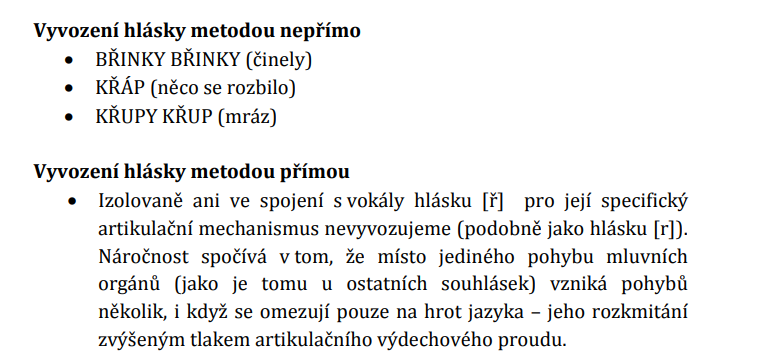 Vyvození hlásky metodou nepřímo
• BŘINKY BŘINKY (činely)
• KŘÁP (něco se rozbilo)
• KŘUPY KŘUP (mráz)
Vyvození hlásky metodou přímou
• Izolovaně ani ve spojení s vokály hlásku [ř] pro její specifický
artikulační mechanismus nevyvozujeme (podobně jako hlásku [r]).
Náročnost spočívá v tom, že místo jediného pohybu mluvních
orgánů (jako je tomu u ostatních souhlásek) vzniká pohybů
několik, i když se omezují pouze na hrot jazyka – jeho rozkmitání
zvýšeným tlakem artikulačního výdechového proudu.